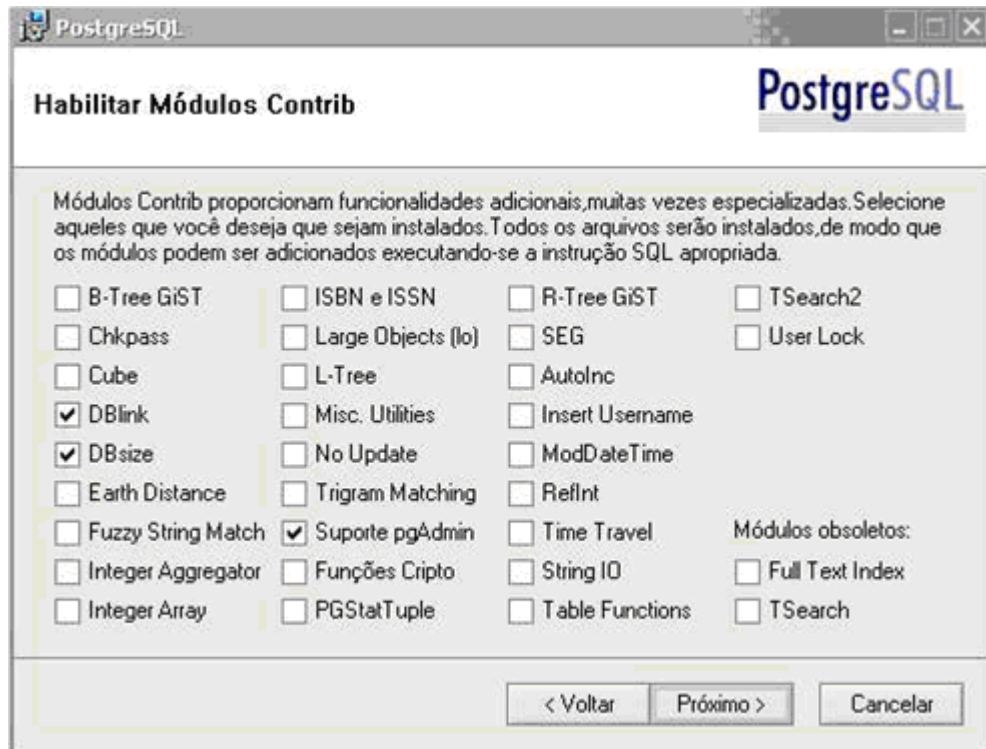 PostgreSQL
Habilitar Módulos Contrib
PostgreSQL
Módulos Contrib proporcionam funcionalidades adicionais,muitas vezes especializadas.Selecione
aqueles que você deseja que sejam instalados.Todos os arquivos serão instalados,de modo que
os módulos podem ser adicionados executando-se a instrução SQL apropriada.
B-Tree GiST
Chkpass
Cube
DBlink
DBsize
Earth Distance
Fuzzy String Match
Integer Aggregator
Integer Array
ISBN e ISSN
Large Objects (lo)
L-Tree
Misc. Utilities
No Update
Trigram Matching
Suporte pgAdmin
Funções Cripto
PGStatTuple
R-Tree GiST
SEG
AutoInc
Insert Username
ModDateTime
RefInt
Time Travel
String IO
Table Functions
TSearch2
User Lock
Módulos obsoletos:
Full Text Index
TSearch
< Voltar
Próximo >
Cancelar